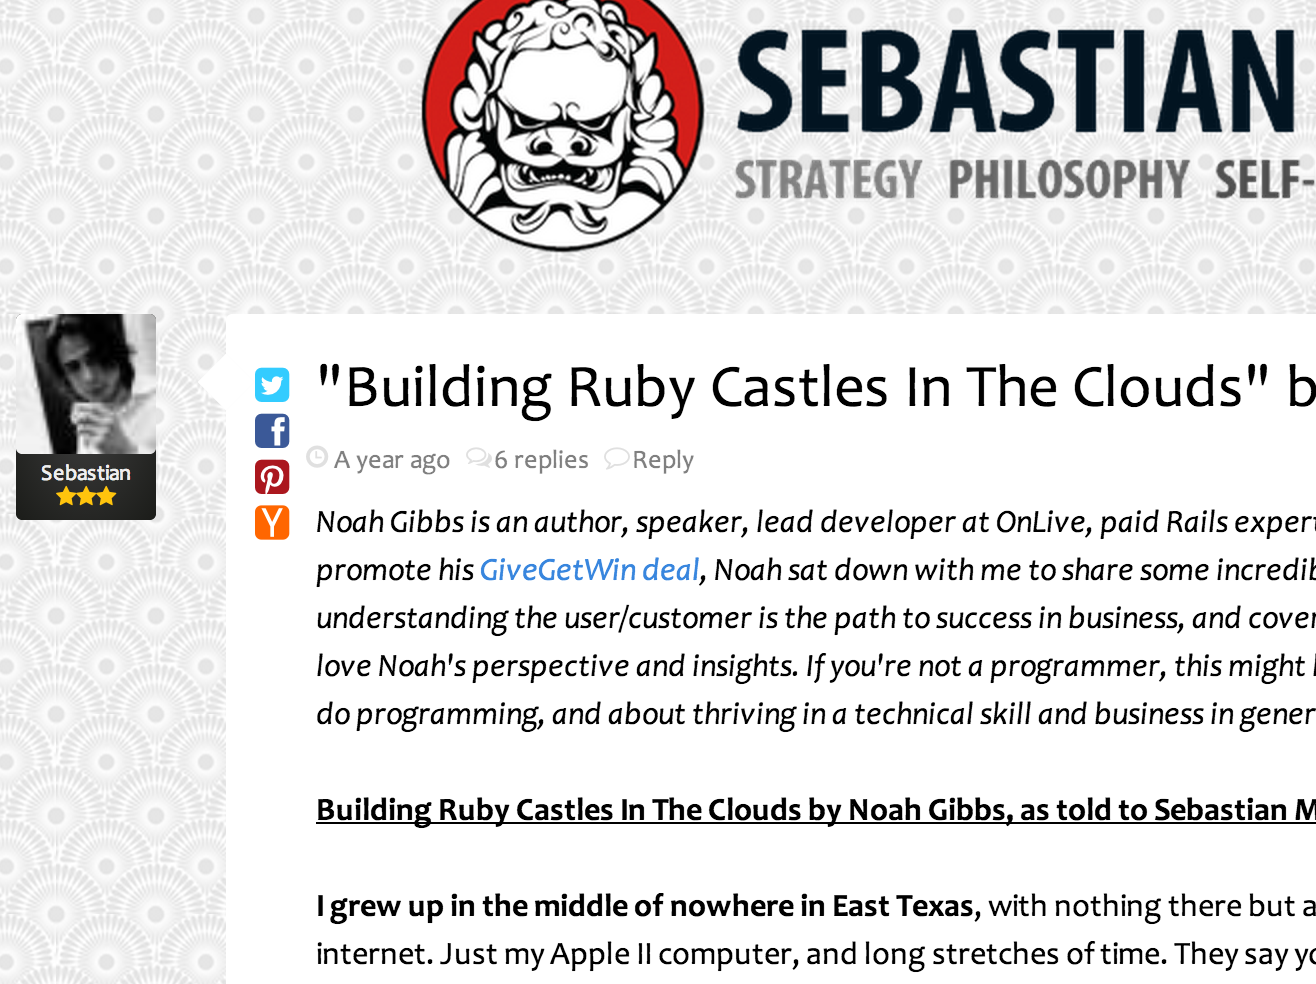 SEBASTIAN
STRATEGY PHILOSOPHY SELF-
Sebastian
"Building Ruby Castles In The Clouds" b
A year ago 6 replies Reply
Noah Gibbs is an author, speaker, lead developer at OnLive, paid Rails expert
promote his GiveGetWin deal, Noah sat down with me to share some incredib
understanding the user/customer is the path to success in business, and cover
love Noah's perspective and insights. If you're not a programmer, this might
do programming, and about thriving in a technical skill and business in gener
Building Ruby Castles In The Clouds by Noah Gibbs, as told to Sebastian M
I grew up in the middle of nowhere in East Texas, with nothing there but a
internet. Just my Apple II computer, and long stretches of time. They say yo